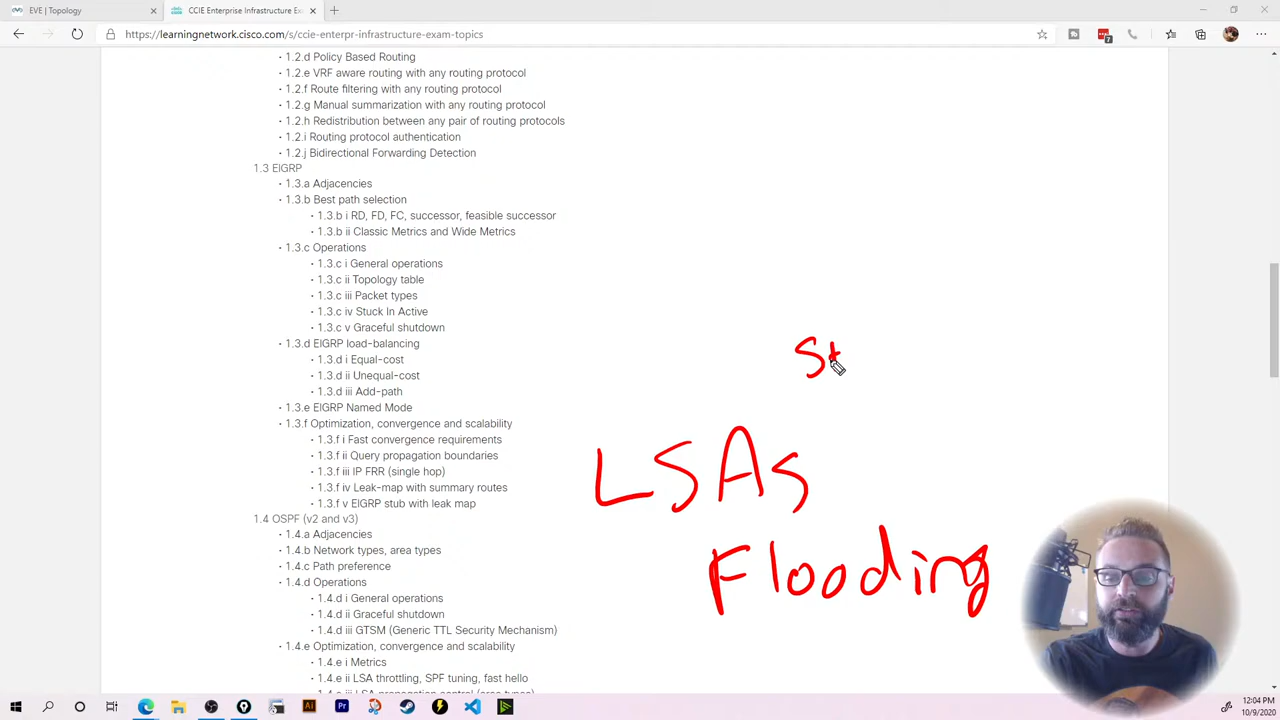 EVE | Topology
CCIE Enterprise Infrastructure Exa
https://learningnetwork.cisco.com/s/ccie-enterpr-infrastructure-exam-topics
7
• 1.2.d Policy Based Routing
• 1.2.e VRF aware routing with any routing protocol
• 1.2.f Route filtering with any routing protocol
• 1.2.g Manual summarization with any routing protocol
• 1.2.h Redistribution between any pair of routing protocols
• 1.2.i Routing protocol authentication
• 1.2.j Bidirectional Forwarding Detection
1.3 EIGRP
• 1.3.a Adjacencies
• 1.3.b Best path selection
• 1.3.b i RD, FD, FC, successor, feasible successor
• 1.3.b ii Classic Metrics and Wide Metrics
• 1.3.c Operations
• 1.3.c i General operations
• 1.3.c ii Topology table
• 1.3.c iii Packet types
• 1.3.c iv Stuck In Active
• 1.3.c v Graceful shutdown
• 1.3.d EIGRP load-balancing
• 1.3.d i Equal-cost
• 1.3.d ii Unequal-cost
• 1.3.d iii Add-path
• 1.3.e EIGRP Named Mode
• 1.3.f Optimization, convergence and scalability
• 1.3.f i Fast convergence requirements
• 1.3.f ii Query propagation boundaries
• 1.3.f iii IP FRR (single hop)
• 1.3.f iv Leak-map with summary routes
• 1.3.f v EIGRP stub with leak map
1.4 OSPF (v2 and v3)
• 1.4.a Adjacencies
• 1.4.b Network types, area types
• 1.4.c Path preference
• 1.4.d Operations
• 1.4.d i General operations
• 1.4.d ii Graceful shutdown
• 1.4.d iii GTSM (Generic TTL Security Mechanism)
• 1.4.e Optimization, convergence and scalability
• 1.4.e i Metrics
• 1.4.e ii LSA throttling, SPF tuning, fast hello
• 1.4.e iii LSA propagation control (area types)
St
LSAs
Flooding
12:04 PM
10/9/2020